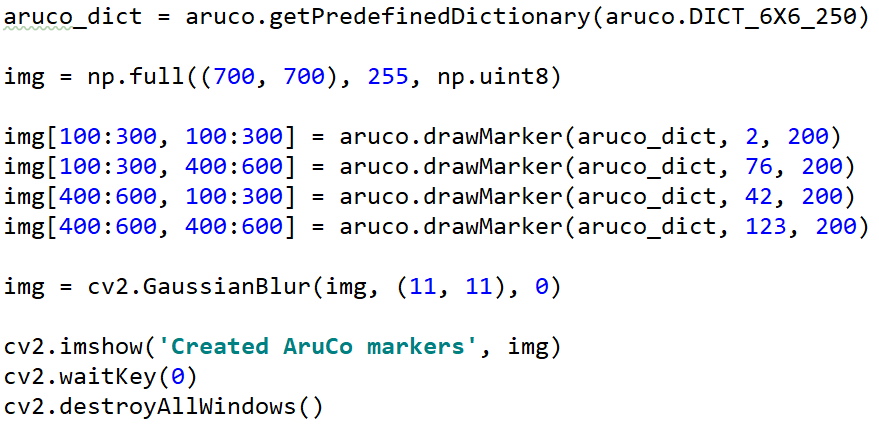 aruco_dict = aruco.getPredefinedDictionary(aruco.DICT_6X6_250)
img = np.full((700, 700), 255, np.uint8)
img[100:300, 100:300] = aruco.drawMarker(aruco_dict, 2, 200)
img[100:300, 400:600] = aruco.drawMarker(aruco_dict, 76, 200)
img[400:600, 100:300] = aruco.drawMarker(aruco_dict, 42, 200)
img[400:600, 400:600] = aruco.drawMarker(aruco_dict, 123, 200)
img = cv2.GaussianBlur(img, (11, 11), 0)
cv2.imshow('Created AruCo markers', img)
cv2.waitKey(0)
cv2.destroyAllWindows()